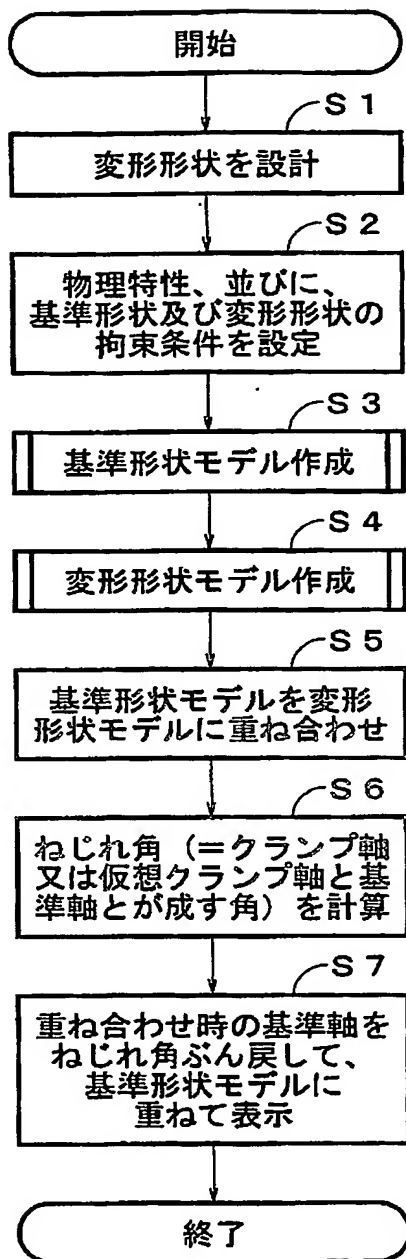 開始
S1
変形形状を設計
S2
物理特性、並びに、
基準形状及び変形形状の
拘束条件を設定
S3
基準形状モデル作成
S4
変形形状モデル作成
S5
基準形状モデルを変形
形状モデルに重ね合わせ
S6
ねじれ角（＝クランプ軸
又は仮想クランプ軸と基
準軸とが成す角）を計算
S7
重ね合わせ時の基準軸を
ねじれ角ぶん戻して、
基準形状モデルに
重ねて表示
終了